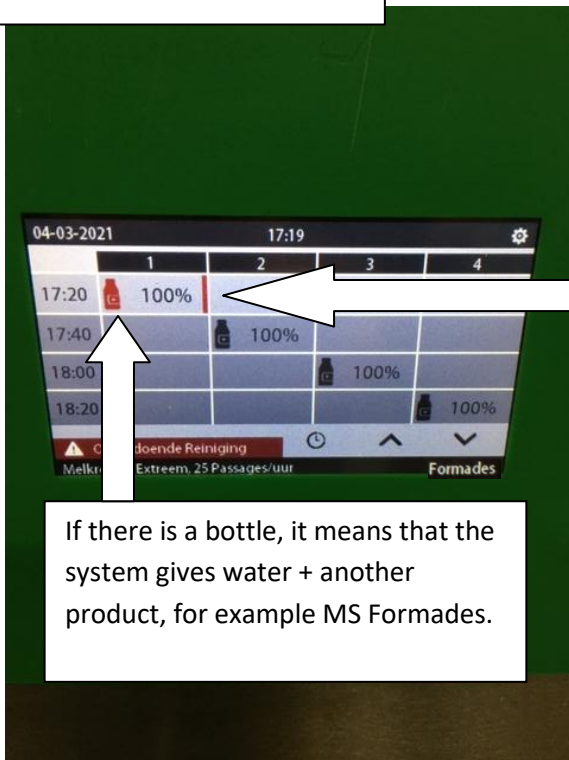 04-03-2021 17:19
1 2 3 4
17:20 100%
17:40 100%
18:00 100%
18:20 100%
doende Reiniging
Extreem, 25 Passages/uur Formades
If there is a bottle, it means that the
system gives water + another
product, for example MS Formades.